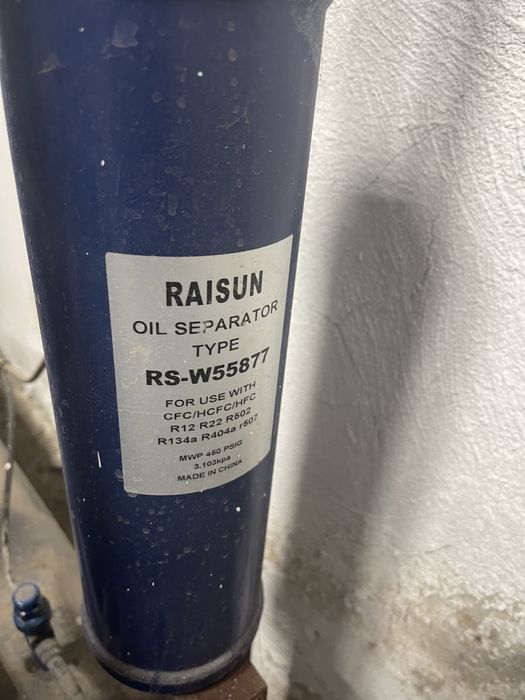 RAISUN
OIL SEPARATOR
TYPE
RS-W55877
FOR USE WITH
CFC/HCFC/HFC
R12 R22 R502
R134a R404a r507
MWP 450 PSIG
3.103kpa
MADE IN CHINA